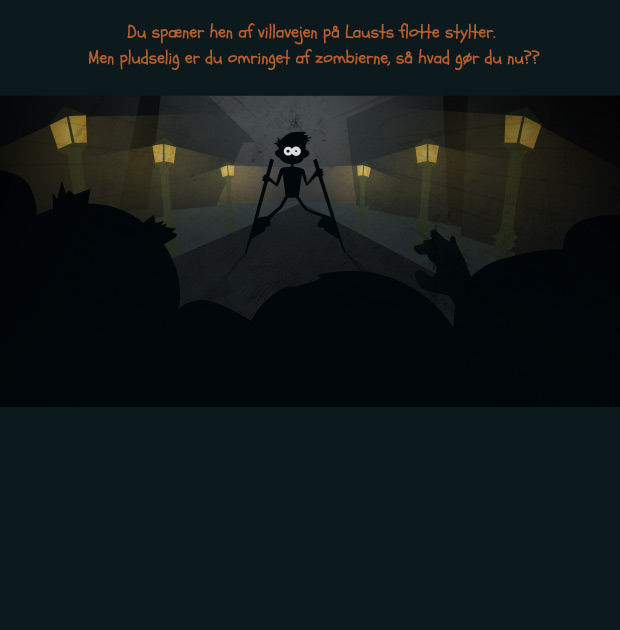 Du spæner hen af villavejen på Lausts flotte stylter.
Men pludselig er du omringet af zombierne, så hvad gør du nu??